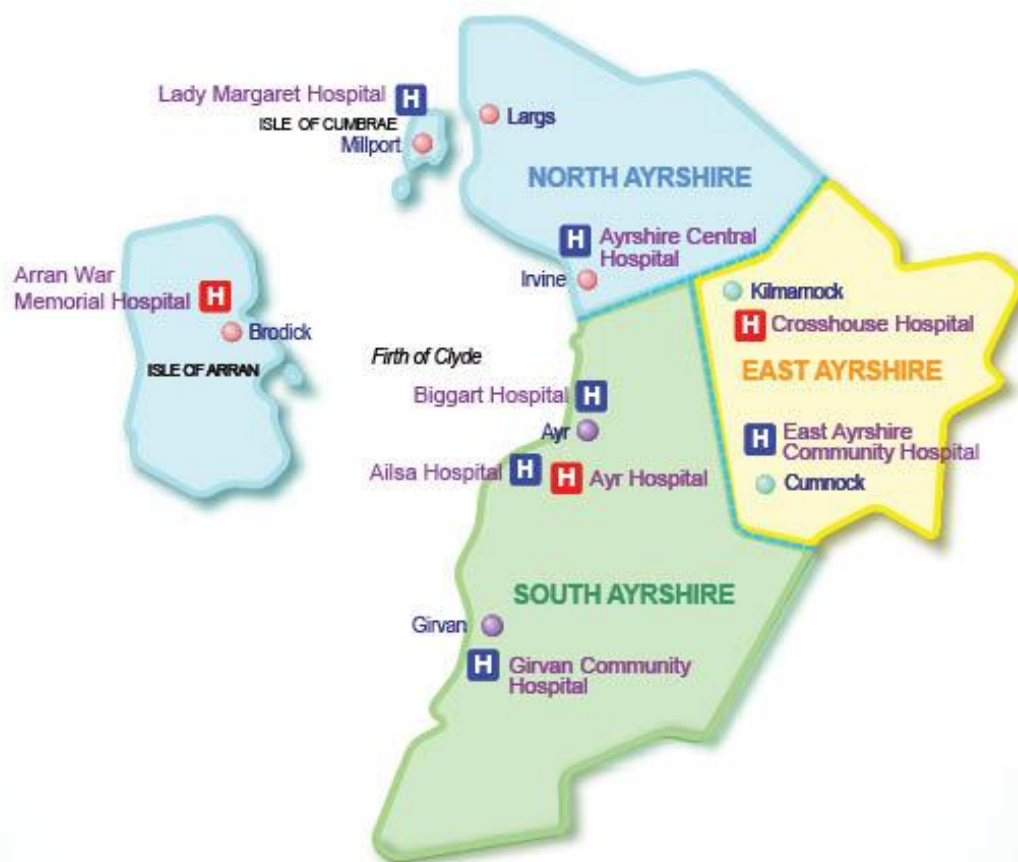 Lady Margaret Hospital H
ISLE OF CUMBRAE
Millport
Largs
NORTH AYRSHIRE
H Ayrshire Central
Hospital
Irvine
Arran War
Memorial Hospital H
Brodick
ISLE OF ARRAN
Firth of Clyde
Kilmarnock
H Crosshouse Hospital
EAST AYRSHIRE
H East Ayrshire
Community Hospital
Cumnock
Biggart Hospital H
Ayr
Ailsa Hospital H
H Ayr Hospital
SOUTH AYRSHIRE
Girvan
H Girvan Community
Hospital